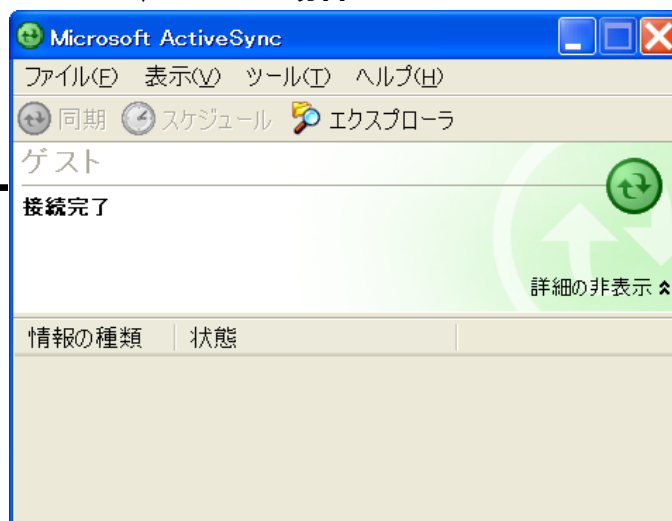 Microsoft ActiveSync
ファイル(F) 表示(V) ツール(T) ヘルプ(H)
同期 スケジュール エクスプローラ
ゲスト
接続完了
詳細の非表示
情報の種類 状態